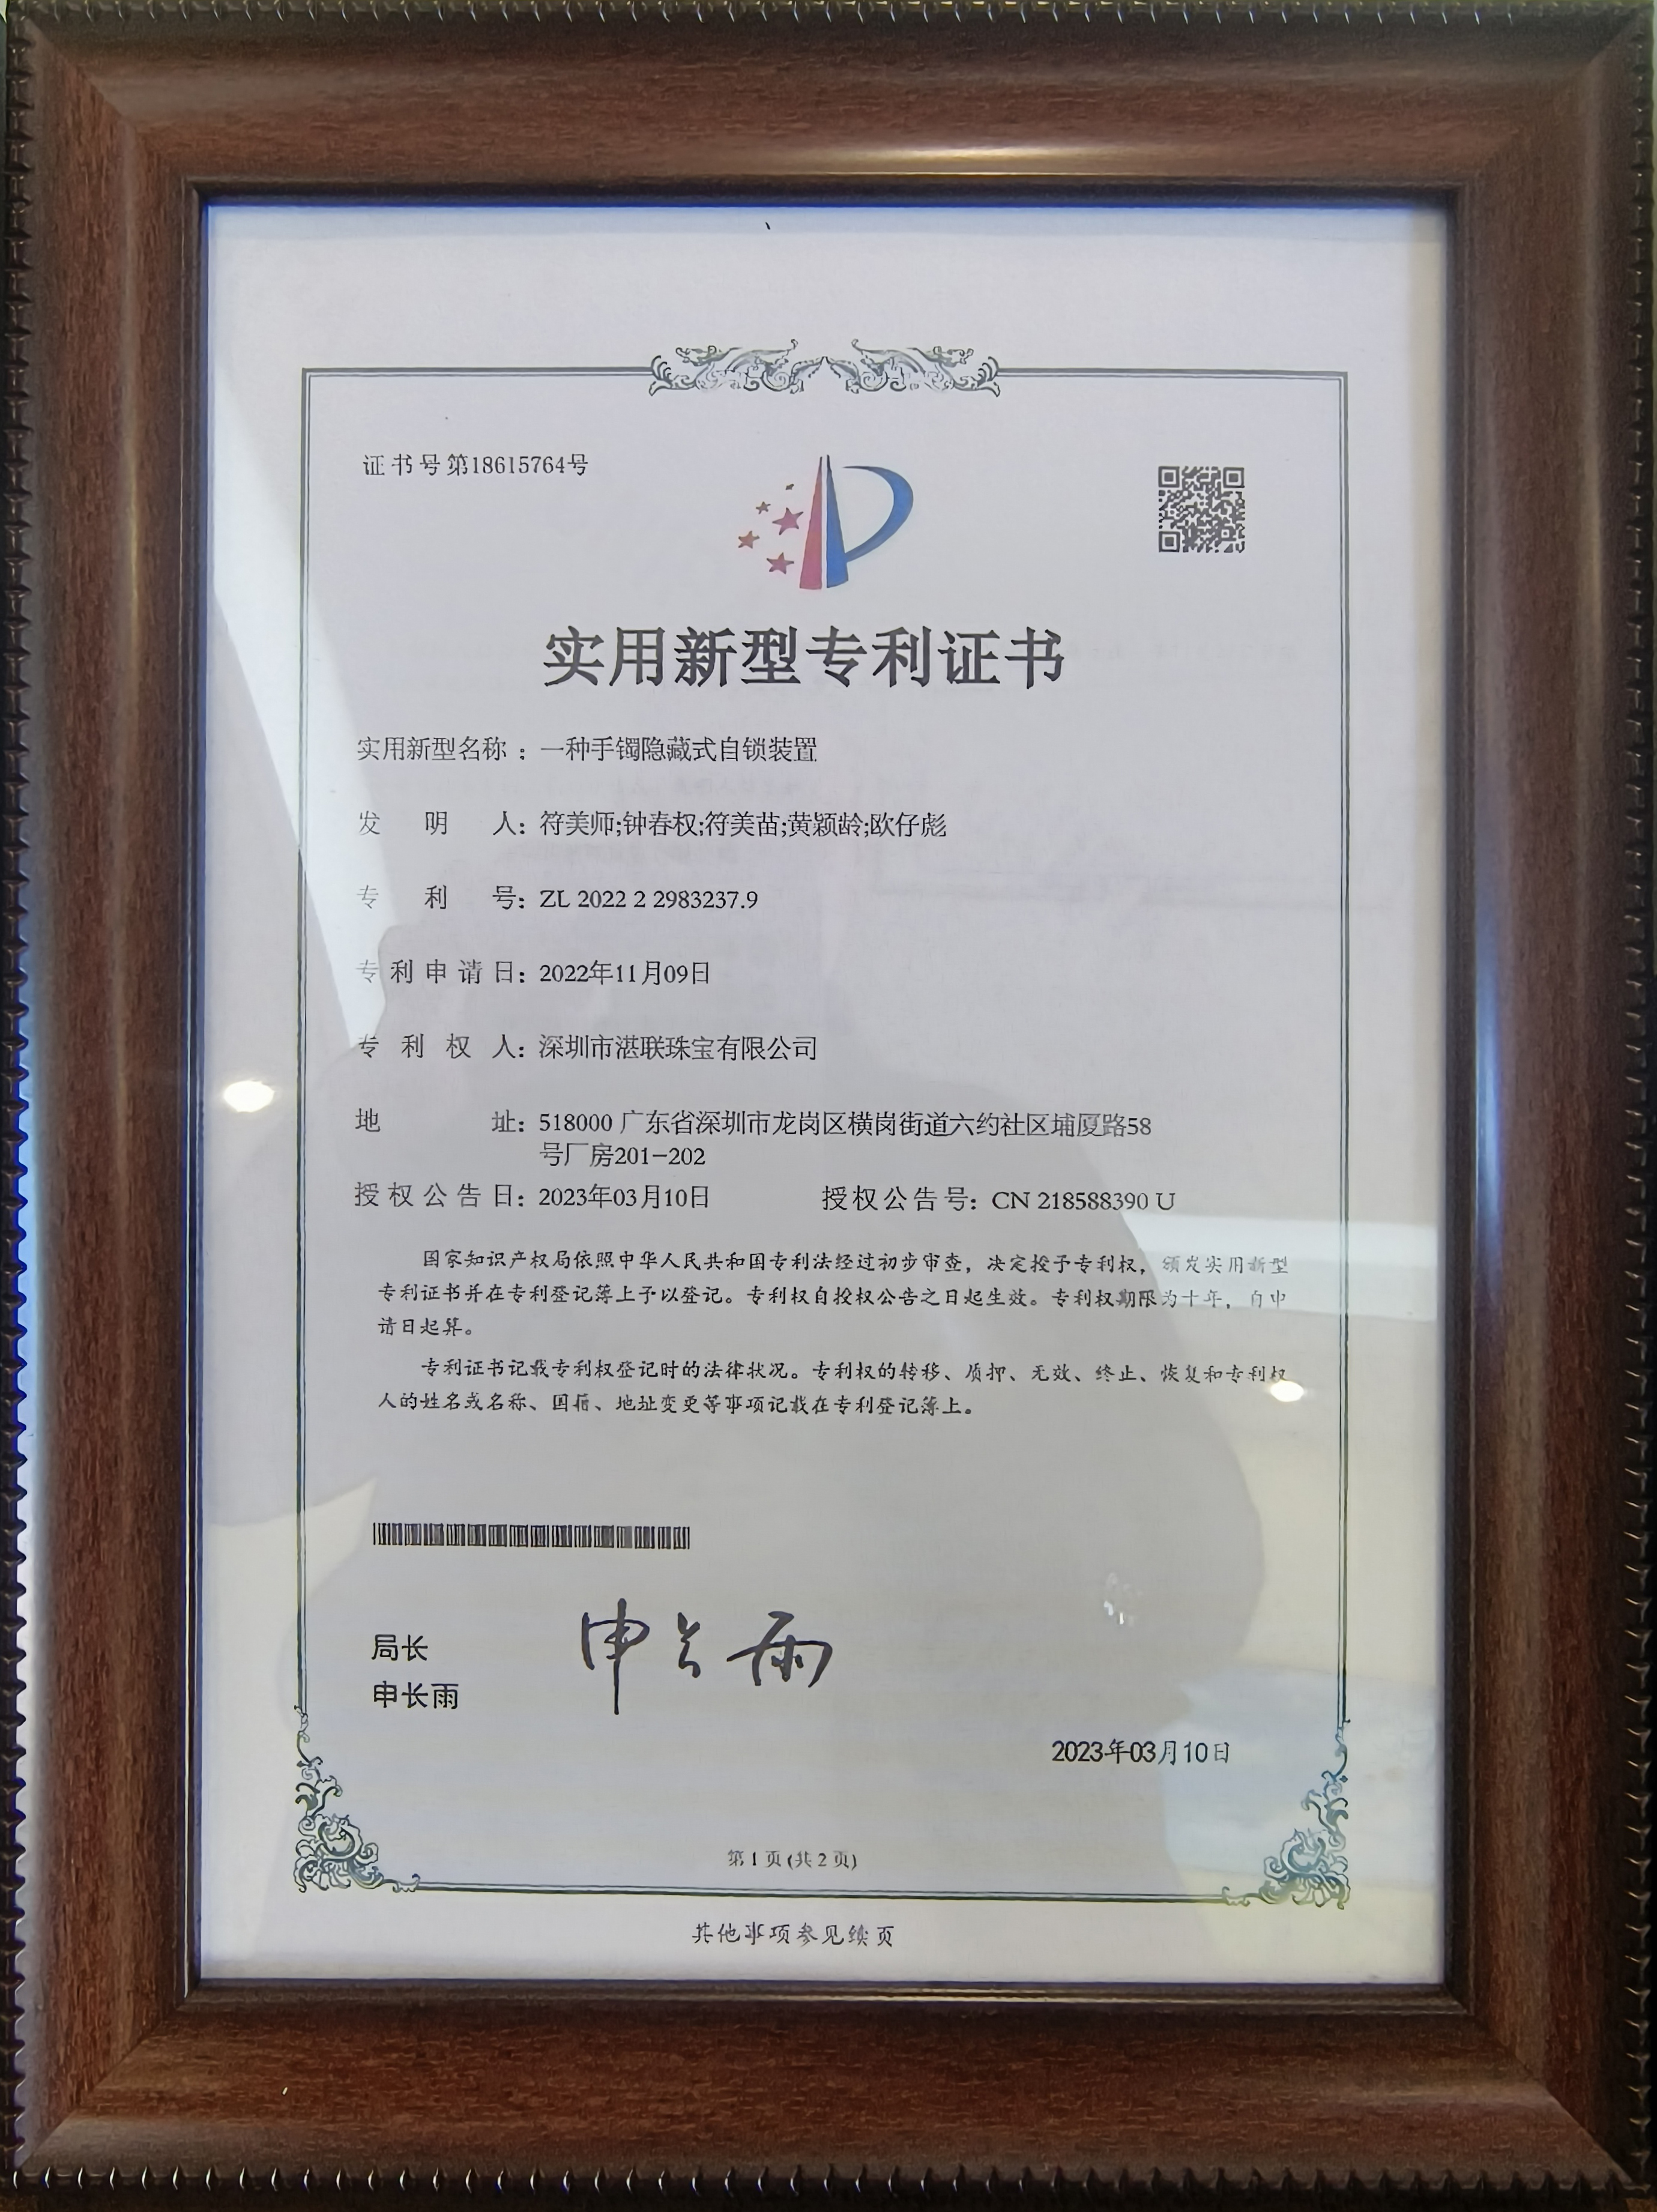 证书号第18615764号
实用新型专利证书
实用新型名称：一种手镯隐藏式自锁装置
发明人：符美师;钟春权;符美苗;黄颖龄;欧仔彪
专利号：ZL 2022 2 2983237.9
专利申请日：2022年11月09日
专利权人：深圳市湛联珠宝有限公司
地址：518000 广东省深圳市龙岗区横岗街道六约社区埔厦路58
号厂房201-202
授权公告日：2023年03月10日 授权公告号：CN 218588390 U
国家知识产权局依照中华人民共和国专利法经过初步审查，决定授予专利权，颁发实用新型
专利证书并在专利登记簿上予以登记。专利权自授权公告之日起生效。专利权期限为十年，自申
请日起算。
专利证书记载专利权登记时的法律状况。专利权的转移、质押、无效、终止、恢复和专利权
人的姓名或名称、国籍、地址变更等事项记载在专利登记簿上。
局长
申长雨
申长雨
2023年03月10日
第1页(共2页)
其他事项参见续页